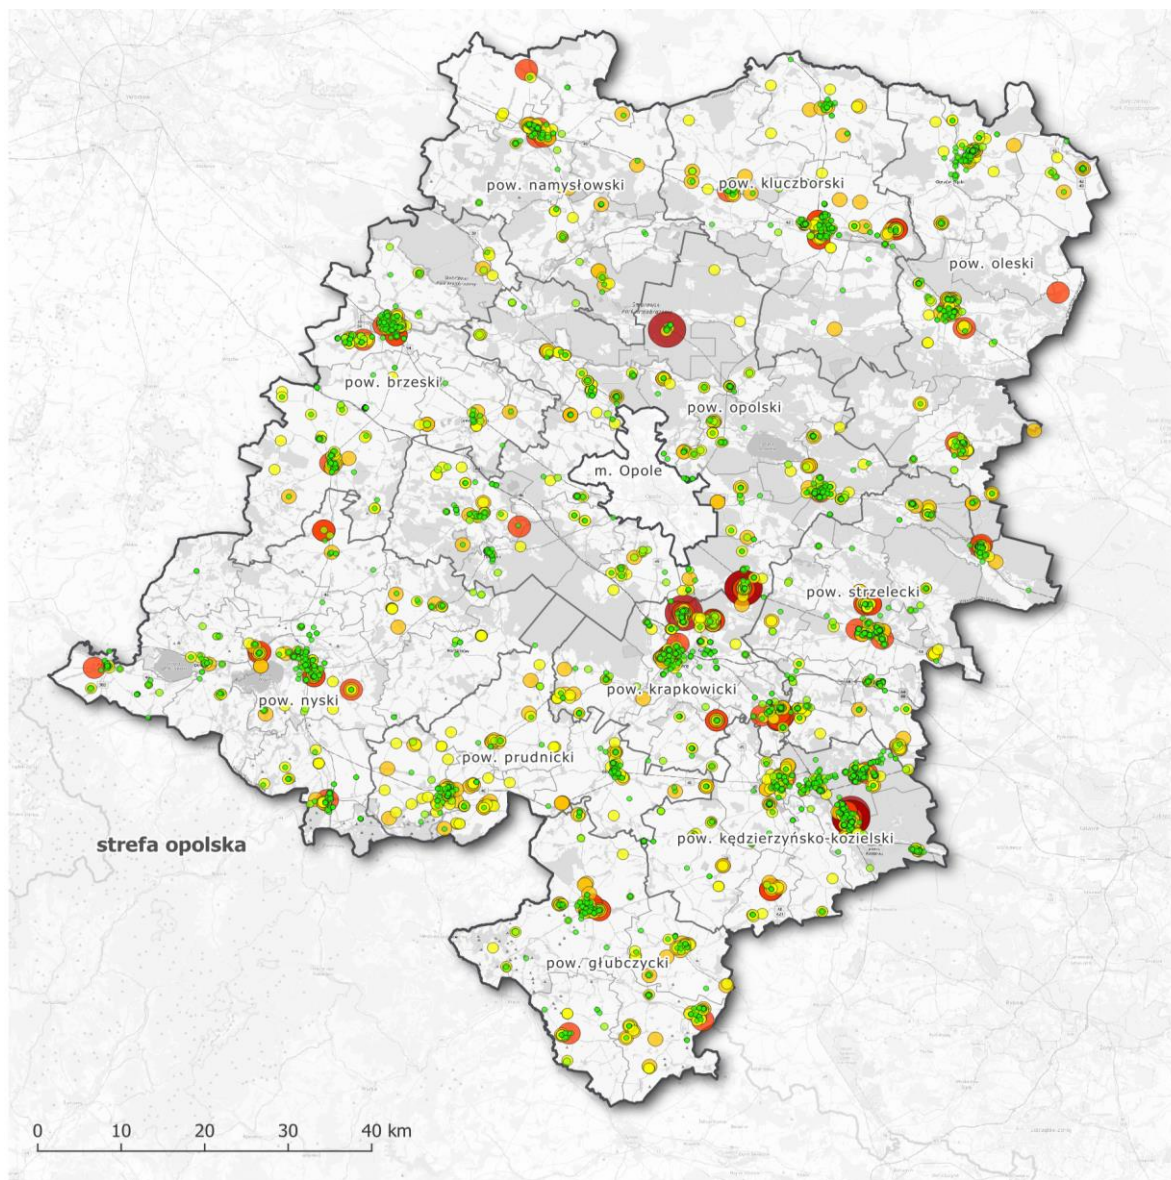 pow. namysłowski
pow. kluczborski
pow. oleski
pow. brzeski
pow. opolski
m. Opole
pow. strzelecki
pow. krapkowicki
pow. nyski
pow. prudnicki
pow. kędzierzyńsko-kozielski
strefa opolska
pow. głubczycki
0 10 20 30 40 km